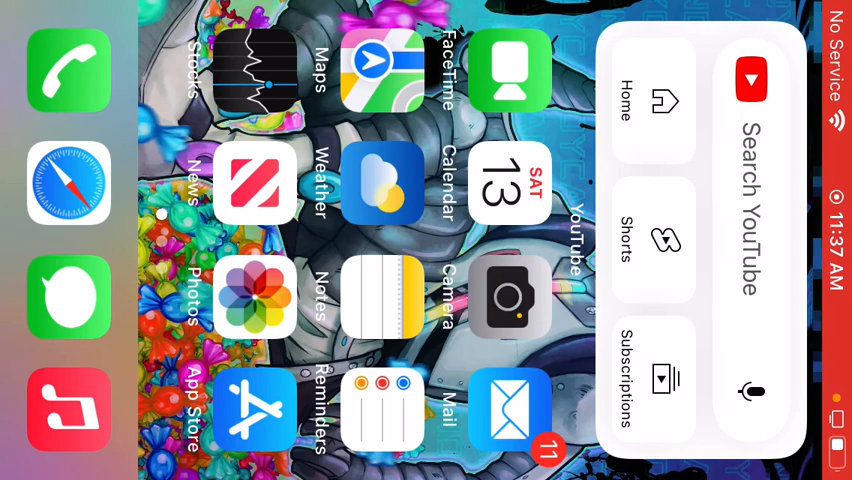 No Service 11:37 AM
Search YouTube
Home Shorts Subscriptions
YouTube
SAT
13
11
FaceTime Calendar Camera Mail
Maps Weather Notes Reminders
Stocks News Photos App Store